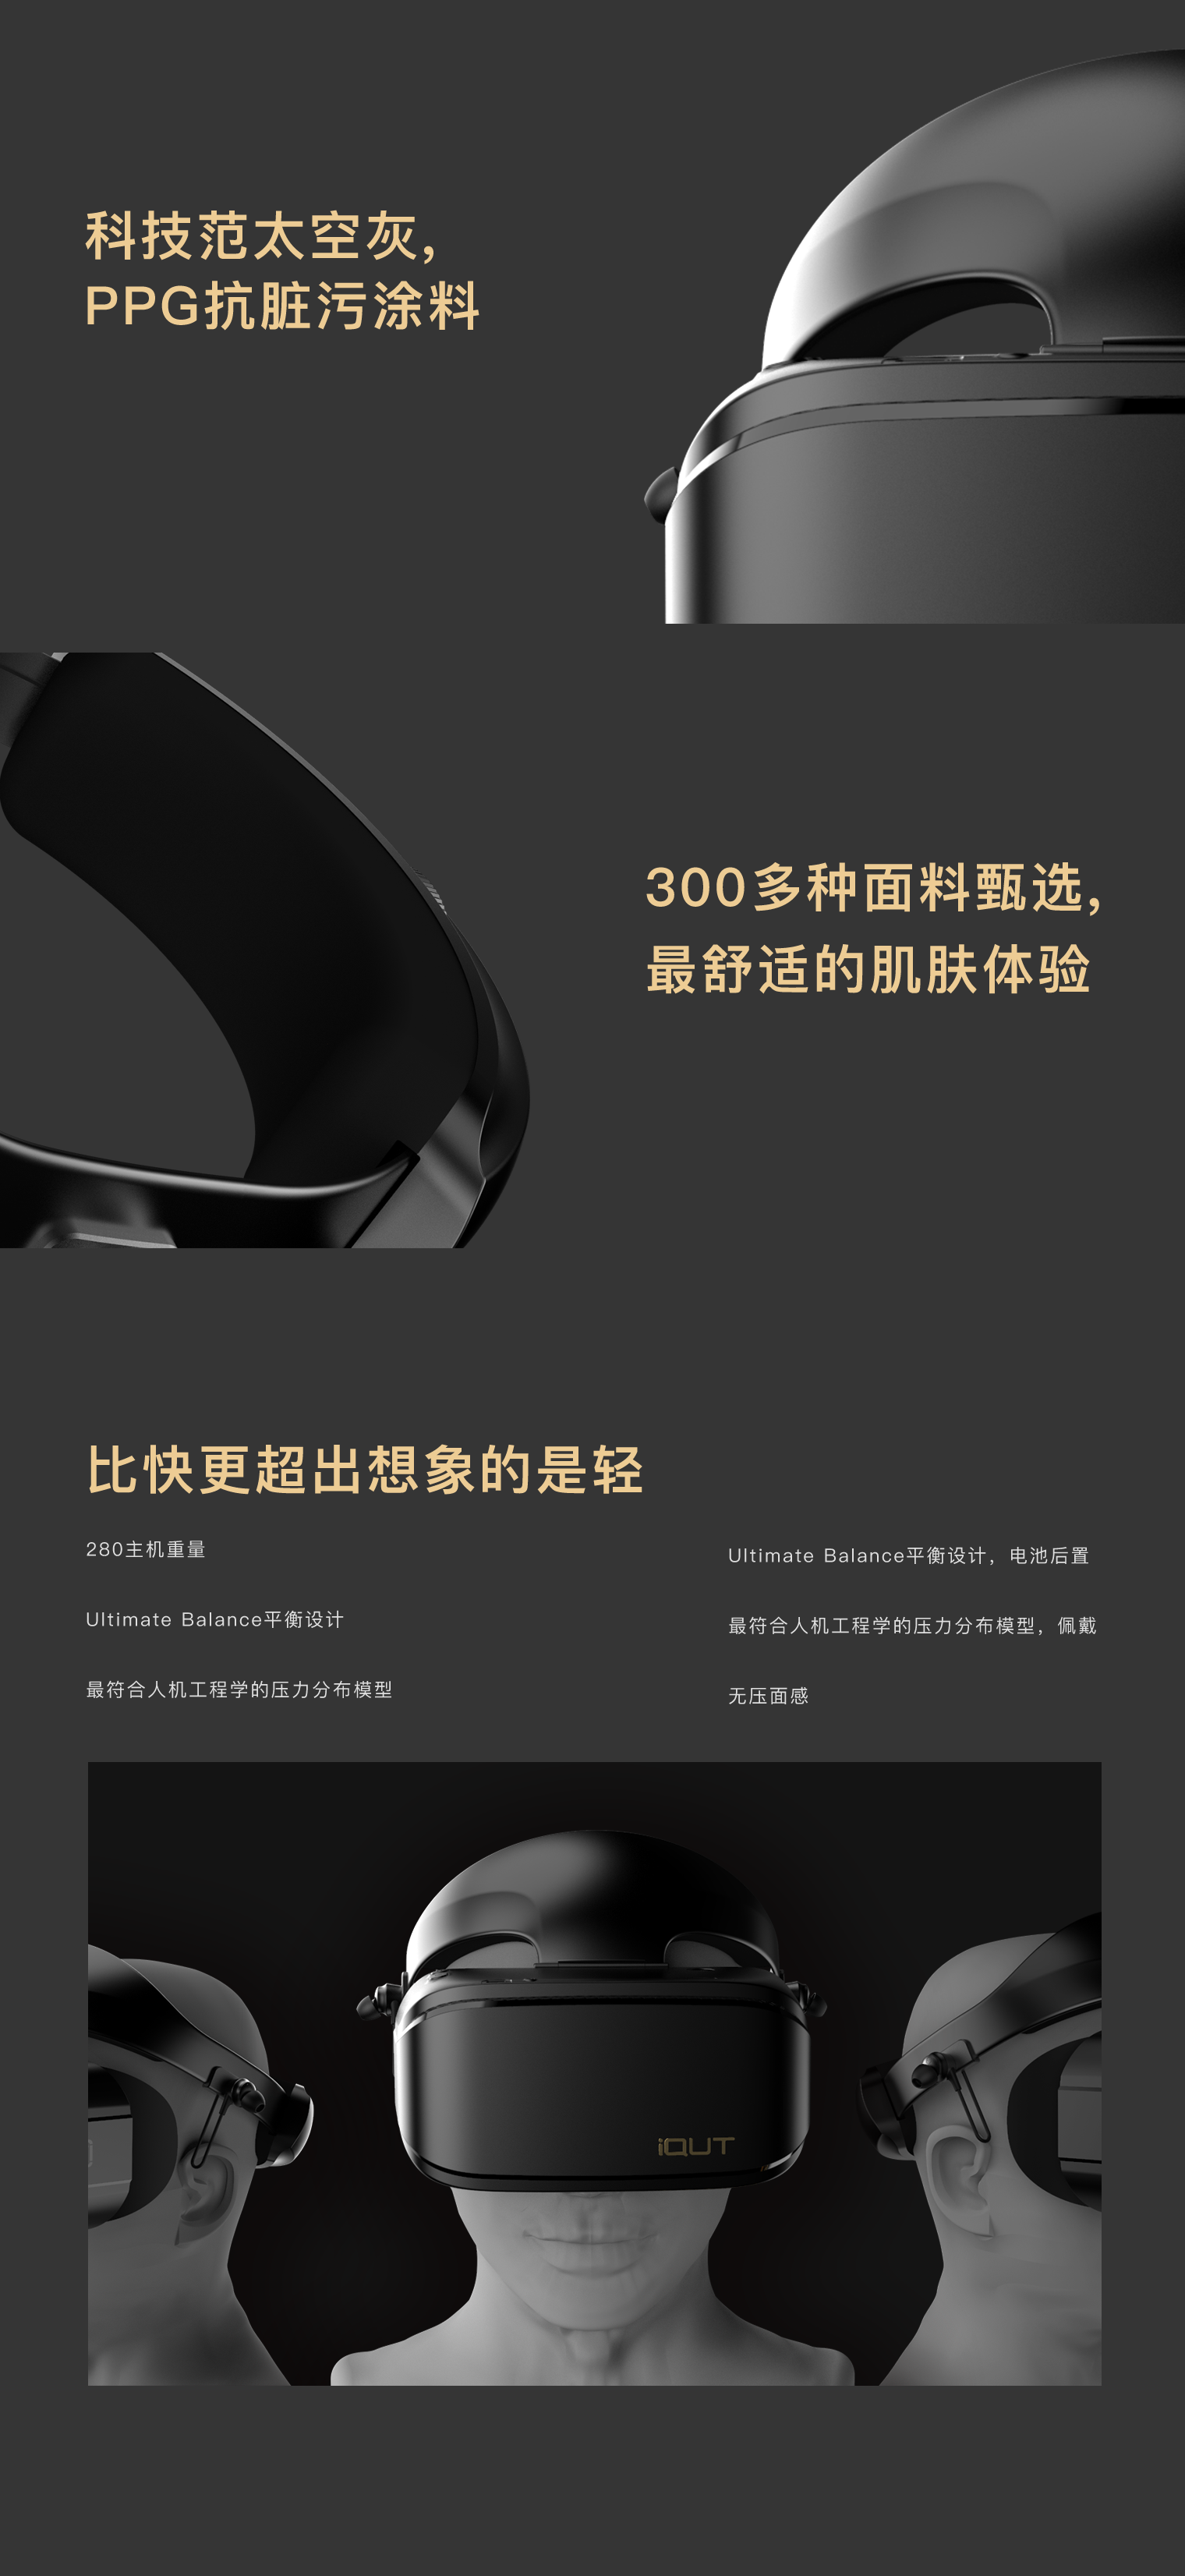 科技范太空灰，
PPG抗脏污涂料
300多种面料甄选，
最舒适的肌肤体验
比快更超出想象的是轻
280主机重量
Ultimate Balance平衡设计
最符合人机工程学的压力分布模型
Ultimate Balance平衡设计，电池后置
最符合人机工程学的压力分布模型，佩戴
无压面感
iQUT